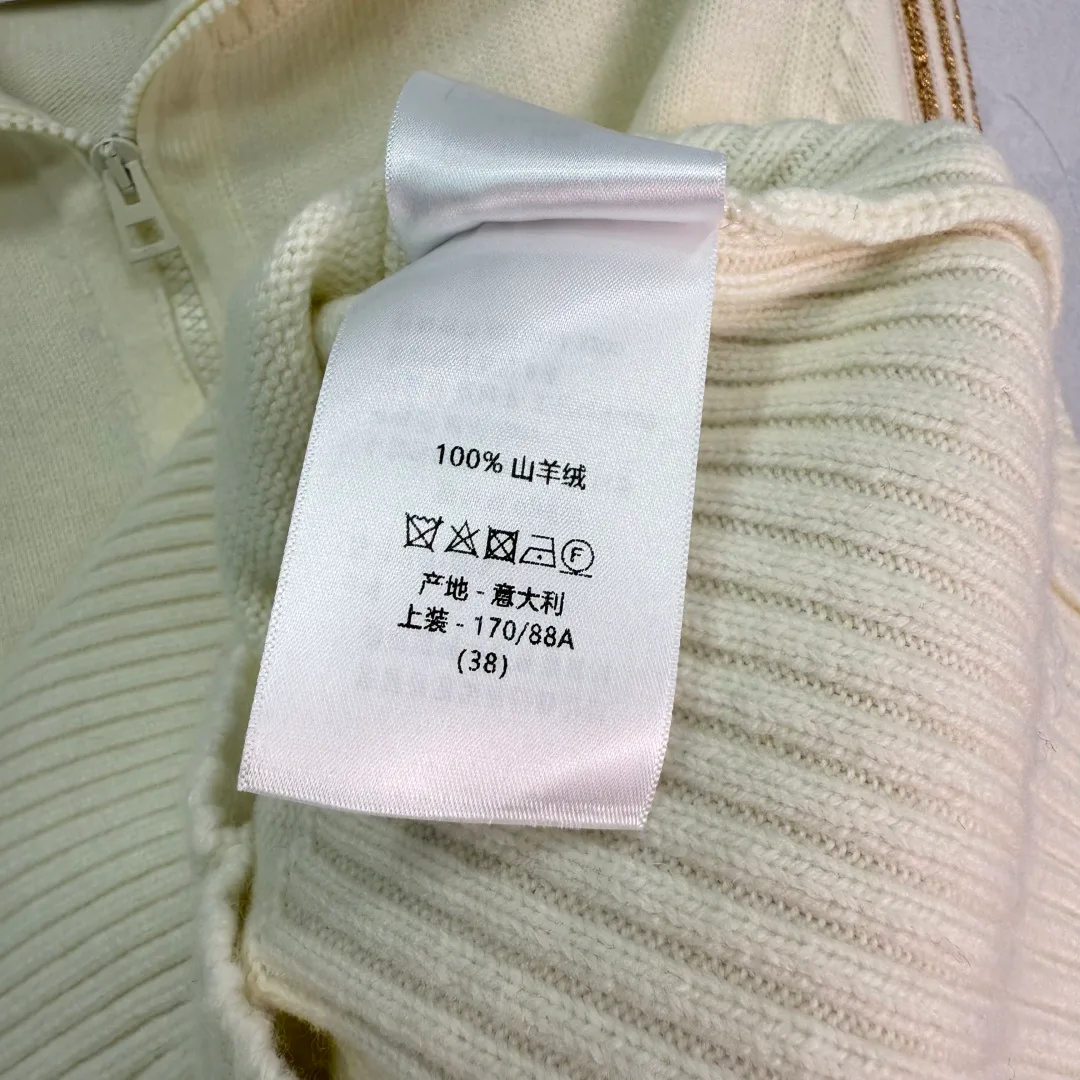 100% 山羊绒
F
产地 - 意大利
上装 - 170/88A
(38)